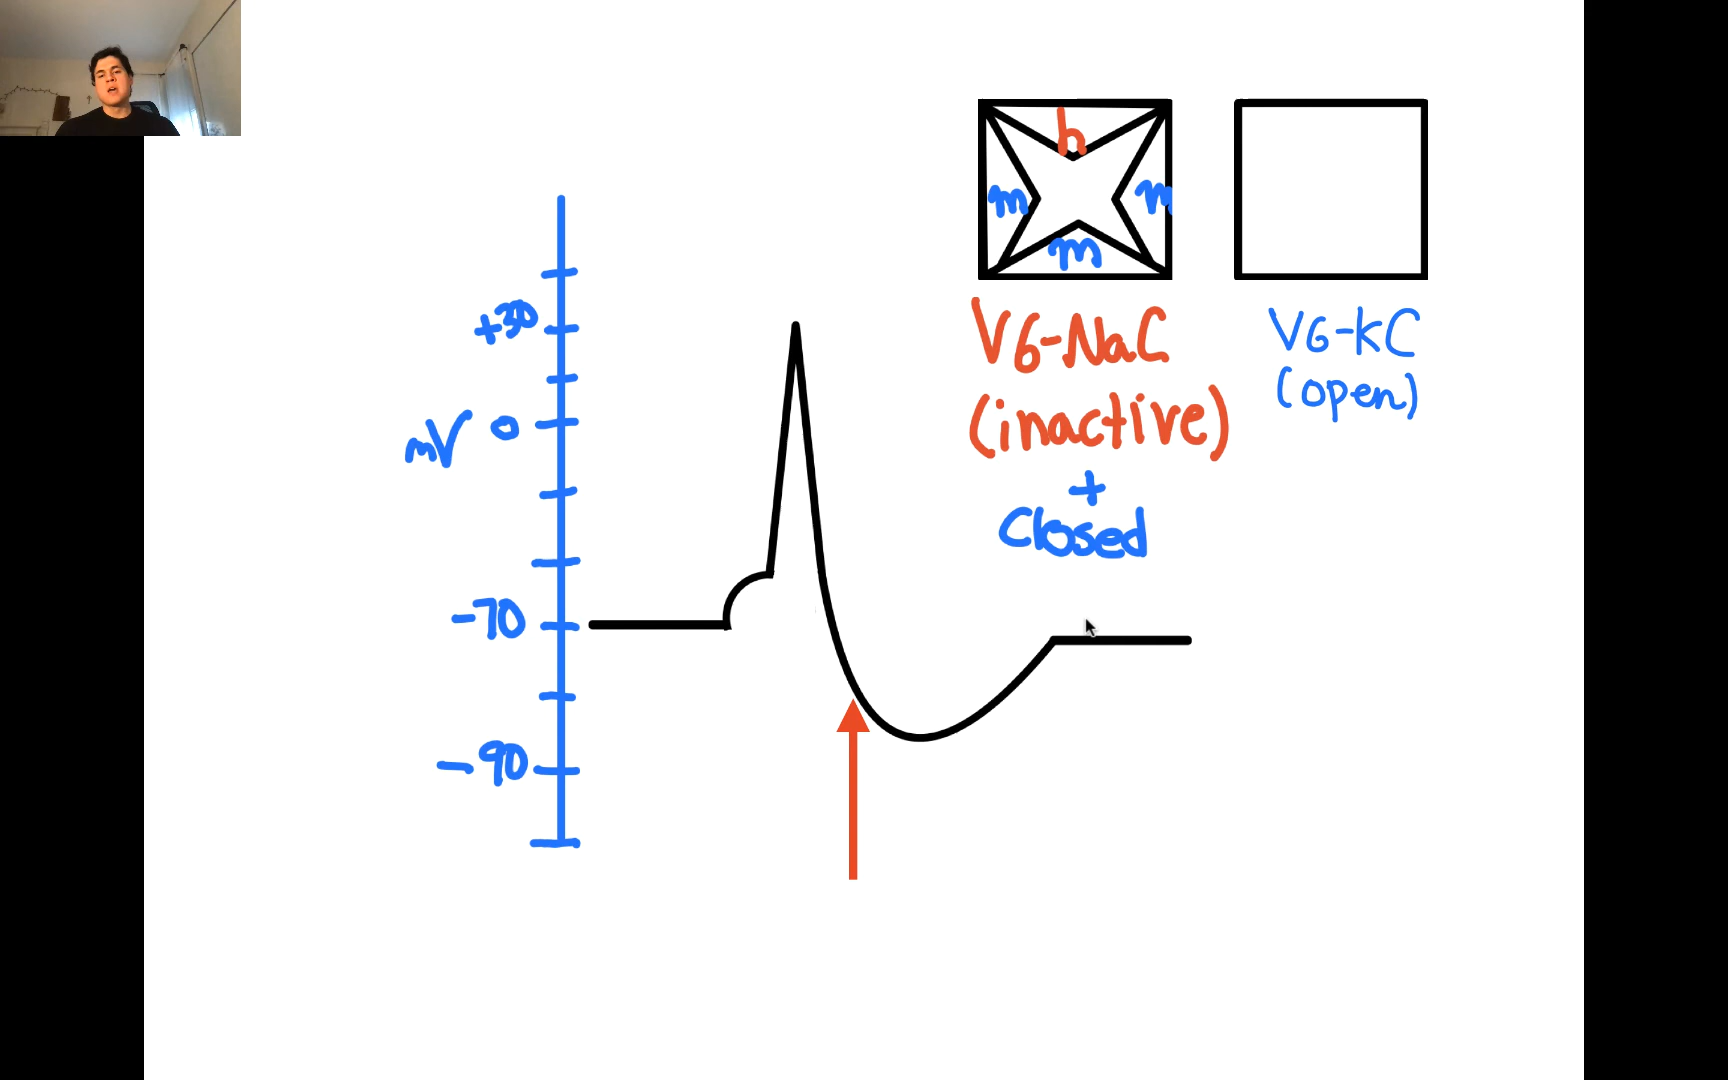 h
m
m
m
VG-NaC
(inactive)
+
Closed
VG-KC
(open)
+30
mV
0
-70
-90